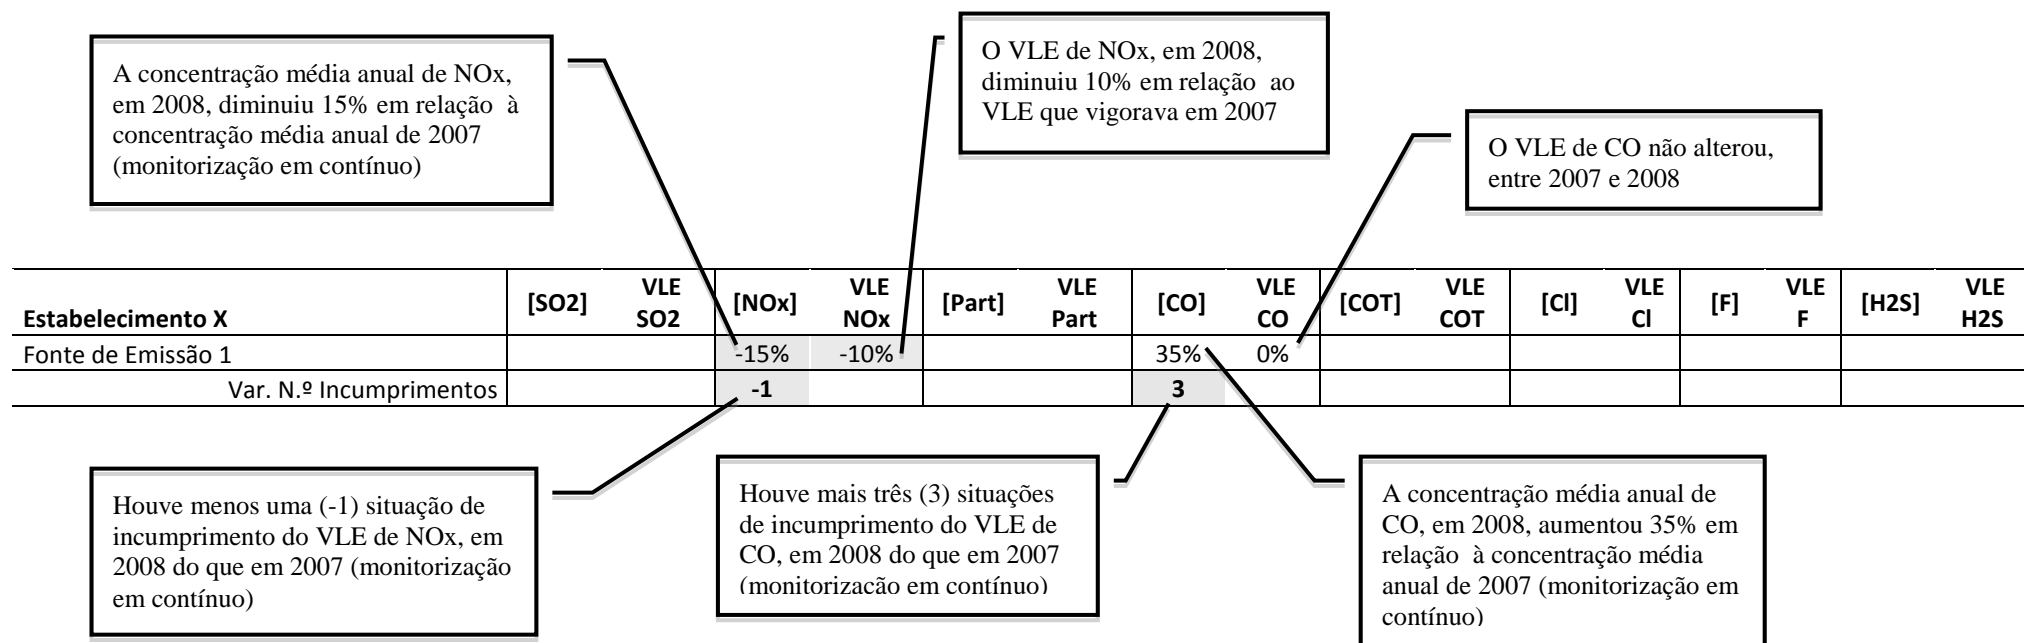 A concentração média anual de NOx,
em 2008, diminuiu 15% em relação à
concentração média anual de 2007
(monitorização em contínuo)
O VLE de NOx, em 2008,
diminuiu 10% em relação ao
VLE que vigorava em 2007
O VLE de CO não alterou,
entre 2007 e 2008
Estabelecimento X [SO2] VLE SO2 [NOx] VLE NOx [Part] VLE Part [CO] VLE CO [COT] VLE COT [Cl] VLE Cl [F] VLE F [H2S] VLE H2S
Fonte de Emissão 1 -15% -10% 35% 0%
Var. N.º Incumprimentos -1 3
Houve menos uma (-1) situação de
incumprimento do VLE de NOx, em
2008 do que em 2007 (monitorização
em contínuo)
Houve mais três (3) situações
de incumprimento do VLE de
CO, em 2008 do que em 2007
(monitorização em contínuo)
A concentração média anual de
CO, em 2008, aumentou 35% em
relação à concentração média
anual de 2007 (monitorização em
contínuo)